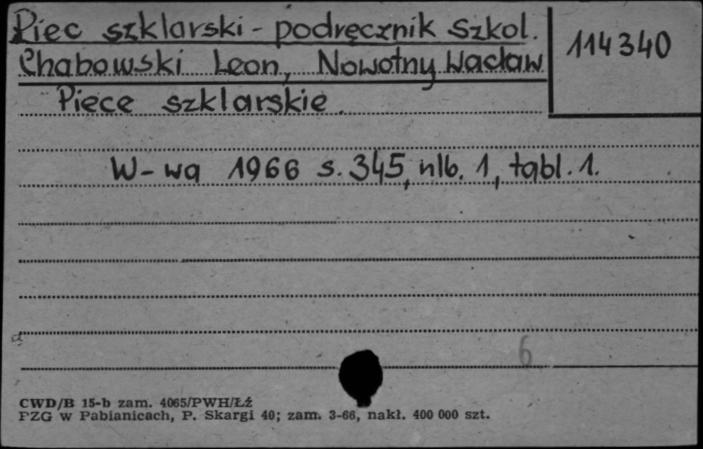 Piec szklarski - podręcznik szkol.
114340
Chabowski Leon, Nowotny Wacław
Piece szklarskie.
W-wa 1966 s. 345, nlb. 1, tabl. 1.
6
CWD/B 15-b zam. 4065/PWH/Łź
PZG w Pabianicach, P. Skargi 40; zam. 3-66, nakł. 400 000 szt.